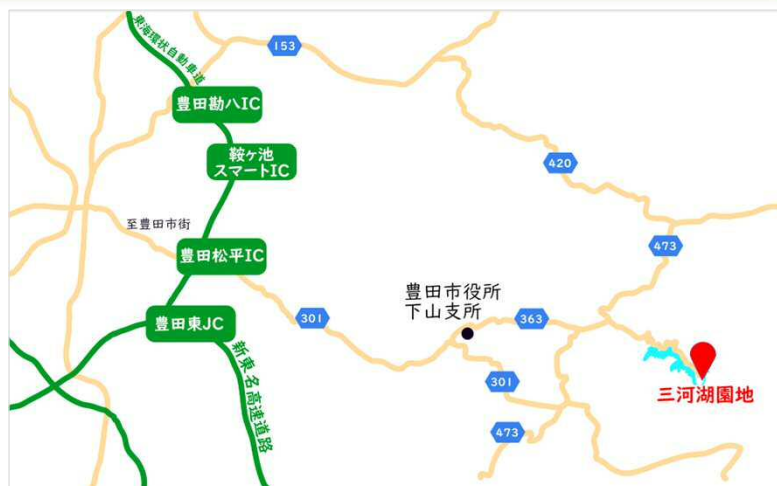 東海環状自動車道
153
豊田勘八IC
鞍ヶ池
スマートIC
420
至豊田市街
豊田松平IC
473
豊田市役所
下山支所
豊田東JC
301
363
新東名高速道路
301
三河湖園地
473